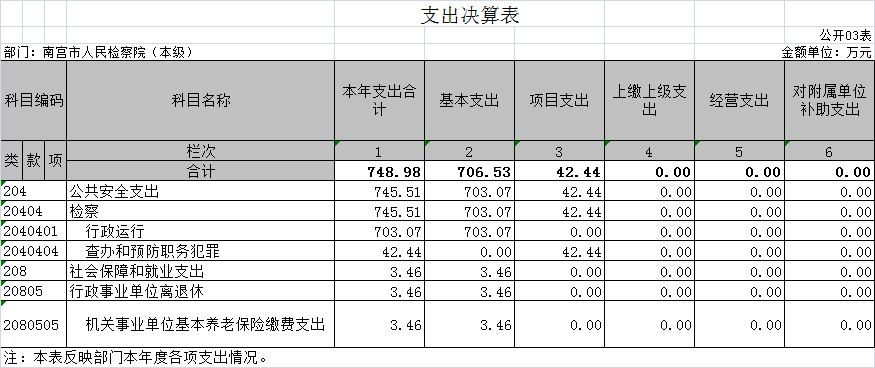 支出决算表
公开03表
部门：南宫市人民检察院（本级） 金额单位：万元
科目编码 科目名称 本年支出合计 基本支出 项目支出 上缴上级支出 经营支出 对附属单位补助支出
类 款 项 栏次 1 2 3 4 5 6
合计 748.98 706.53 42.44 0.00 0.00 0.00
204 公共安全支出 745.51 703.07 42.44 0.00 0.00 0.00
20404 检察 745.51 703.07 42.44 0.00 0.00 0.00
2040401 行政运行 703.07 703.07 0.00 0.00 0.00 0.00
2040404 查办和预防职务犯罪 42.44 0.00 42.44 0.00 0.00 0.00
208 社会保障和就业支出 3.46 3.46 0.00 0.00 0.00 0.00
20805 行政事业单位离退休 3.46 3.46 0.00 0.00 0.00 0.00
2080505 机关事业单位基本养老保险缴费支出 3.46 3.46 0.00 0.00 0.00 0.00
注：本表反映部门本年度各项支出情况。